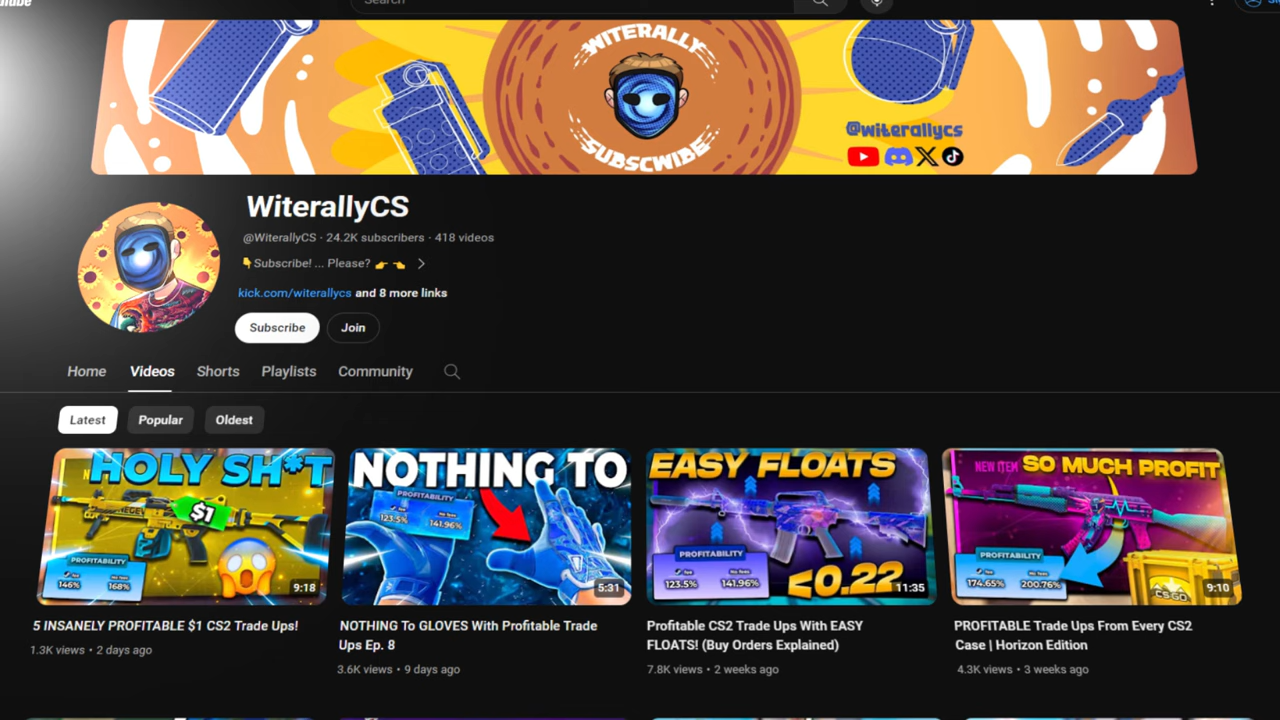 Search
WITERALLY
SUBSCWIBE
@witerallycs
WiterallyCS
@WiterallyCS · 24.2K subscribers · 418 videos
👇Subscribe! ... Please? 👉 👈
kick.com/witerallycs and 8 more links
Subscribe
Join
Home
Videos
Shorts
Playlists
Community
Latest
Popular
Oldest
HOLY SH*T
$1
PROFITABILITY
146%
168%
9:18
NOTHING TO
PROFITABILITY
123.5%
141.96%
5:31
EASY FLOATS
PROFITABILITY
123.5%
141.96%
<0.22
11:35
NEW ITEM
SO MUCH PROFIT
PROFITABILITY
174.65%
200.76%
CS:GO
9:10
5 INSANELY PROFITABLE $1 CS2 Trade Ups!
1.3K views • 2 days ago
NOTHING To GLOVES With Profitable Trade
Ups Ep. 8
3.6K views • 9 days ago
Profitable CS2 Trade Ups With EASY
FLOATS! (Buy Orders Explained)
7.8K views • 2 weeks ago
PROFITABLE Trade Ups From Every CS2
Case | Horizon Edition
4.3K views • 3 weeks ago